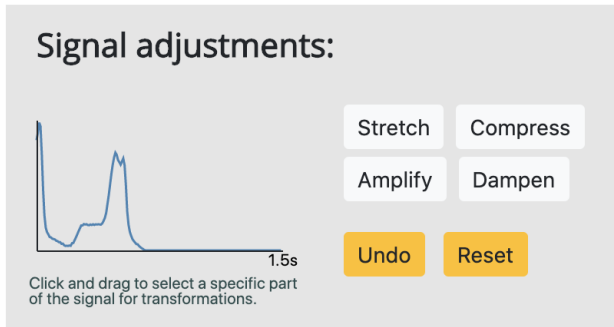 Signal adjustments:
Stretch
Compress
Amplify
Dampen
1.5s
Undo
Reset
Click and drag to select a specific part
of the signal for transformations.